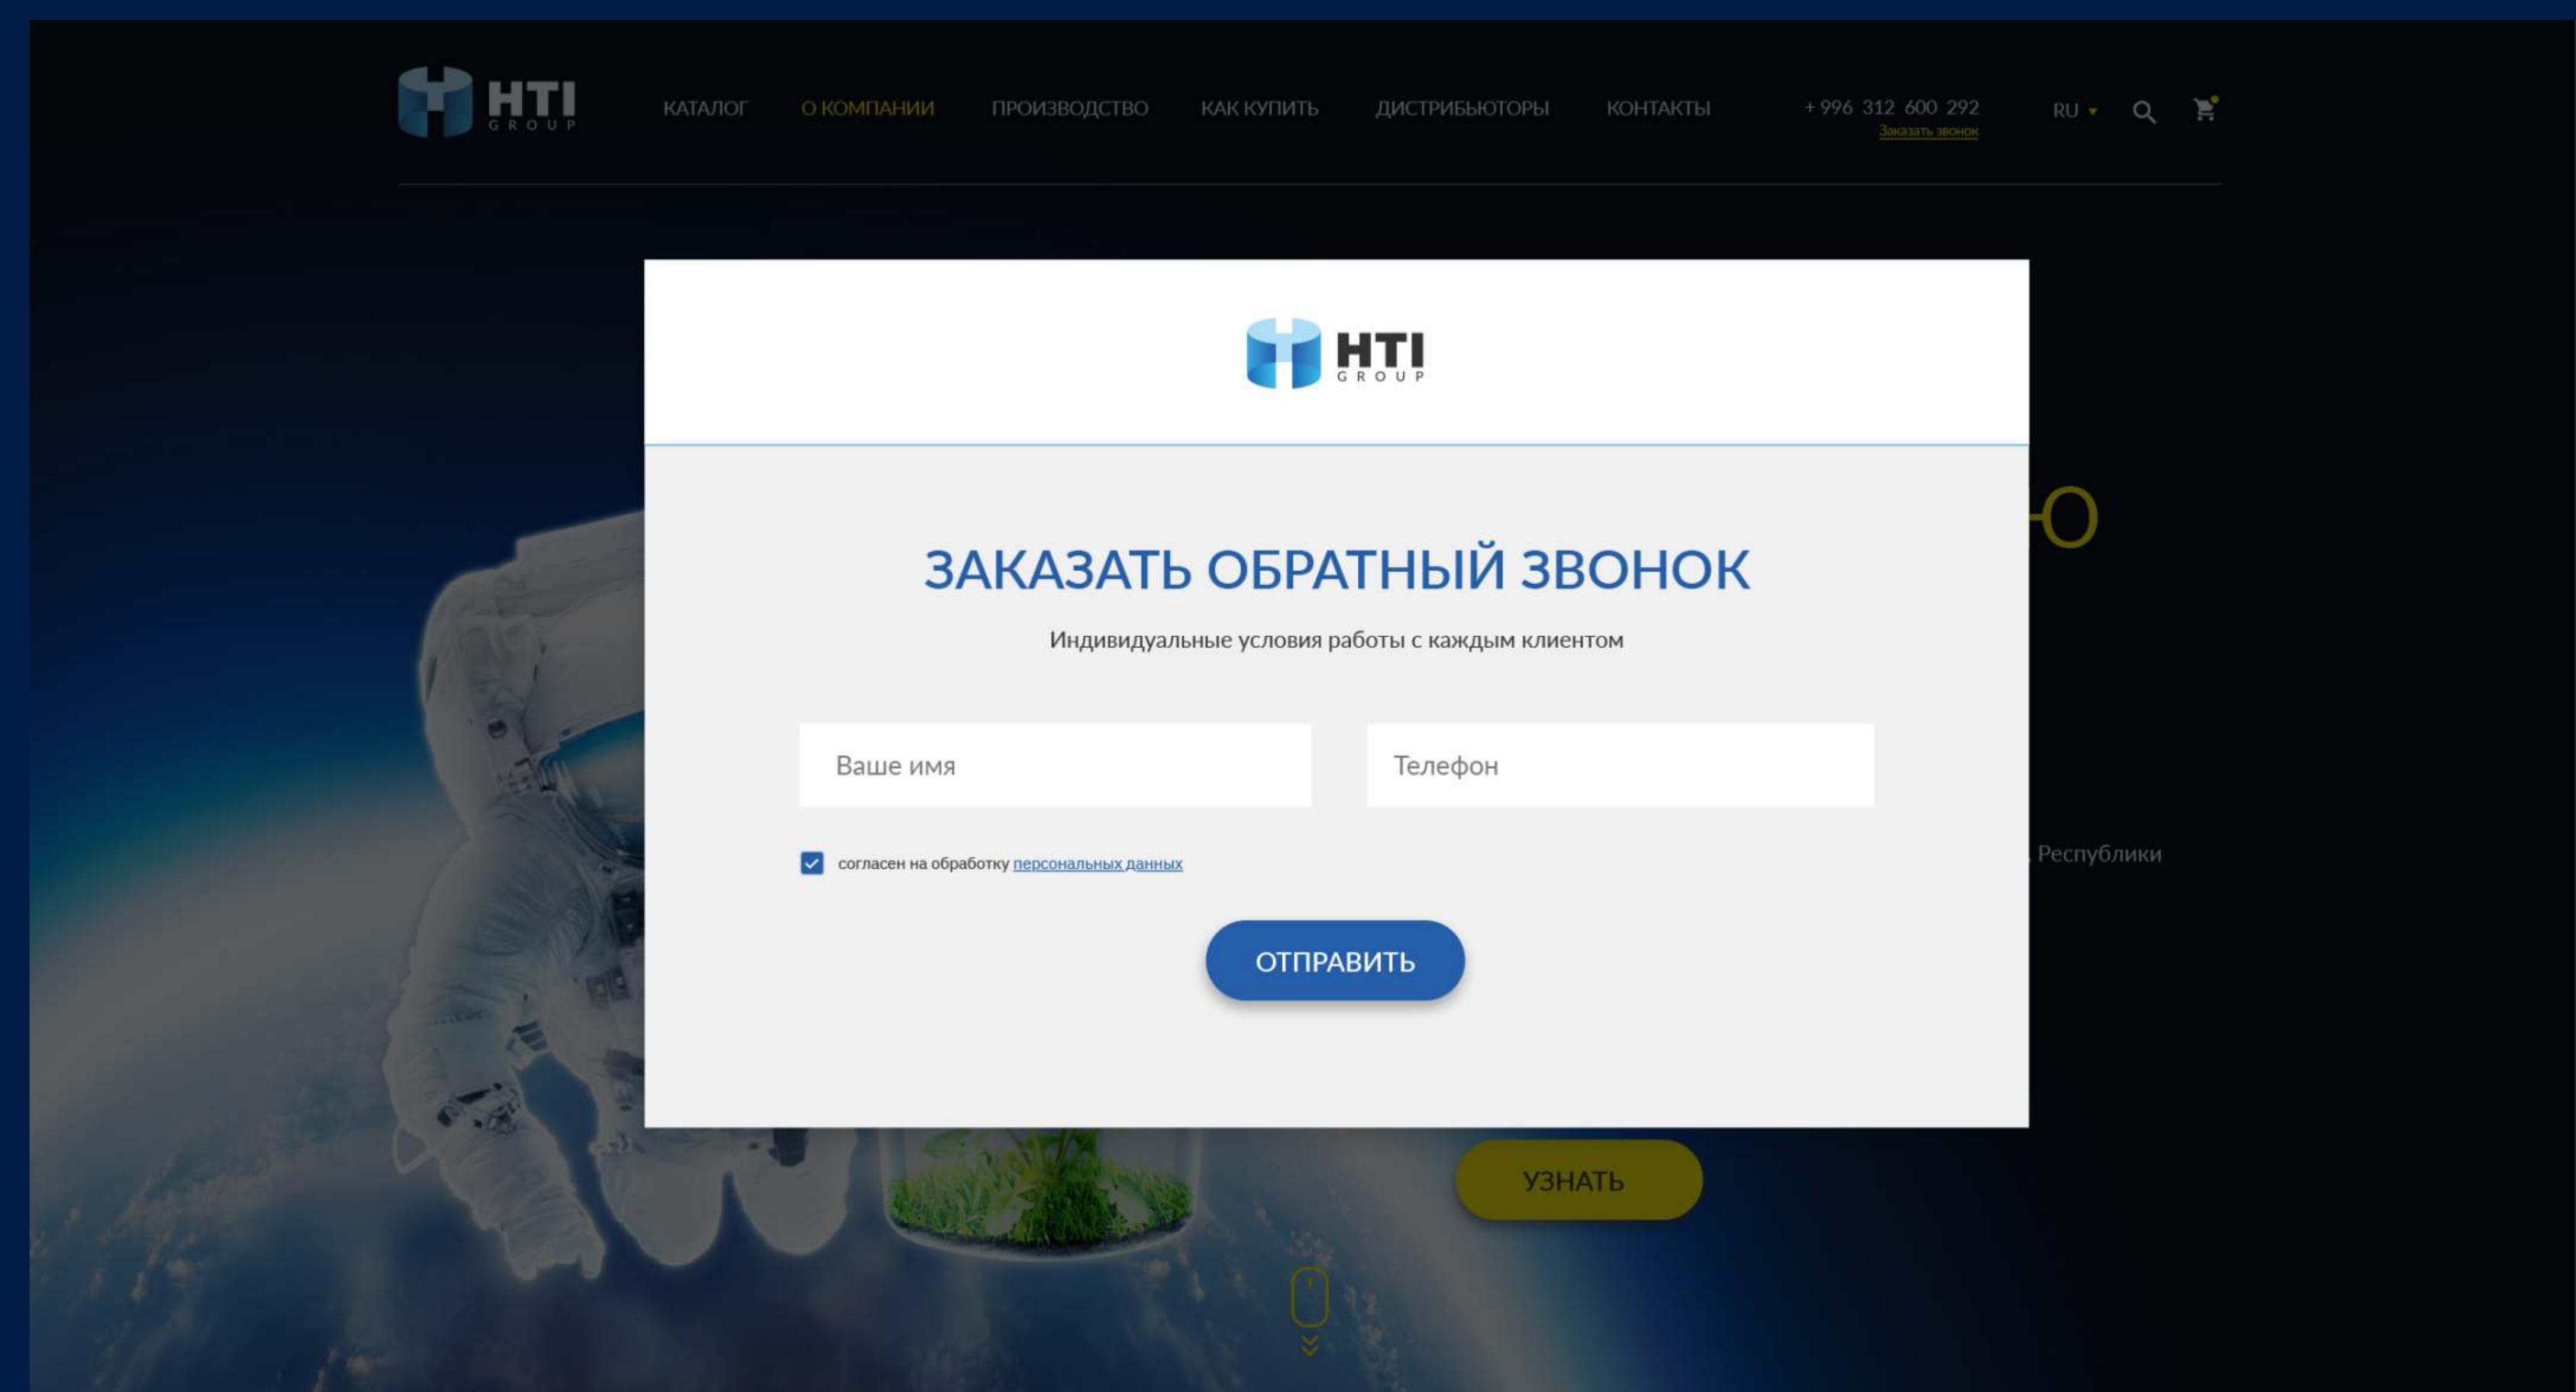 HTI
GROUP
КАТАЛОГ О КОМПАНИИ ПРОИЗВОДСТВО КАК КУПИТЬ ДИСТРИБЬЮТОРЫ КОНТАКТЫ + 996 312 600 292 RU
Заказать звонок
HTI
GROUP
Ю
ЗАКАЗАТЬ ОБРАТНЫЙ ЗВОНОК
Индивидуальные условия работы с каждым клиентом
Ваше имя Телефон
согласен на обработку персональных данных
Республики
ОТПРАВИТЬ
УЗНАТЬ